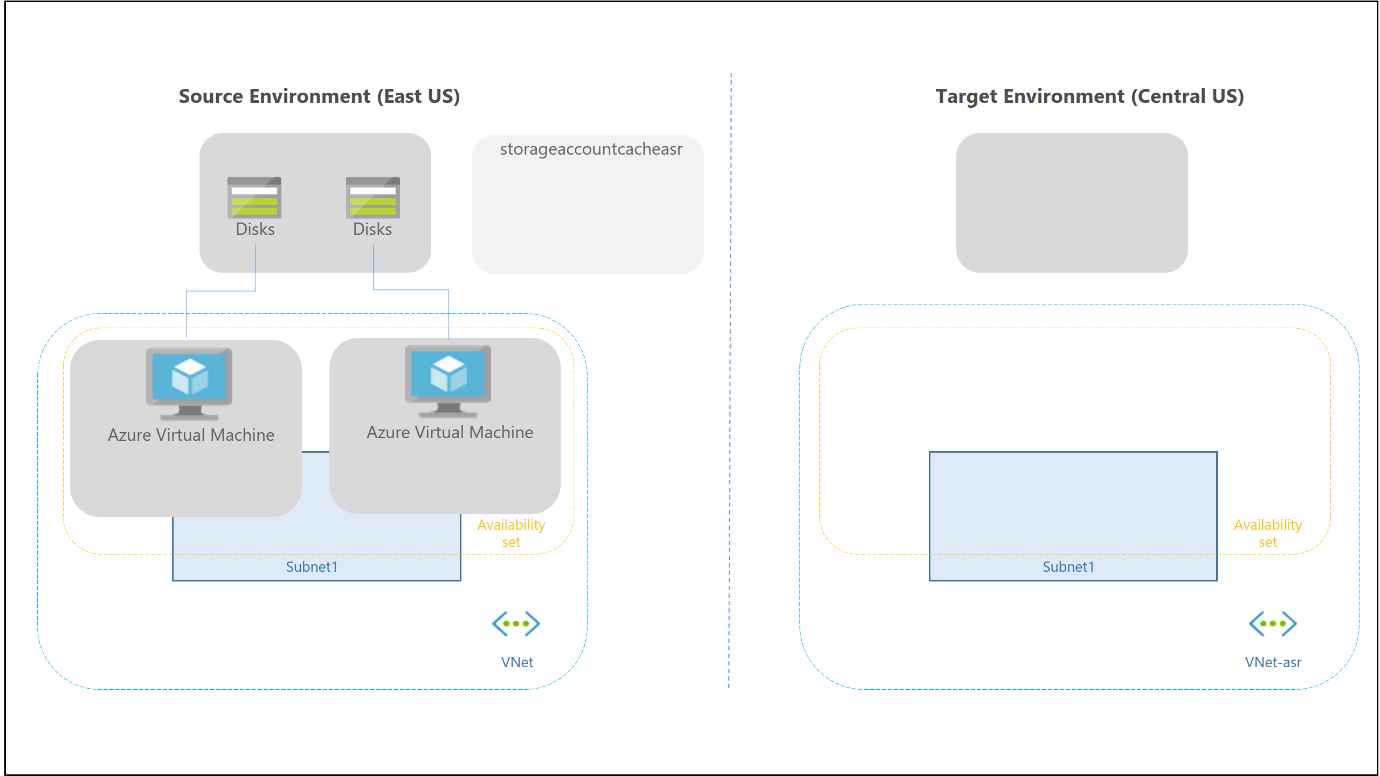 Source Environment (East US)
Target Environment (Central US)
storageaccountcacheasr
Disks
Disks
Azure Virtual Machine
Azure Virtual Machine
Availability
set
Subnet1
VNet
Availability
set
Subnet1
VNet-asr